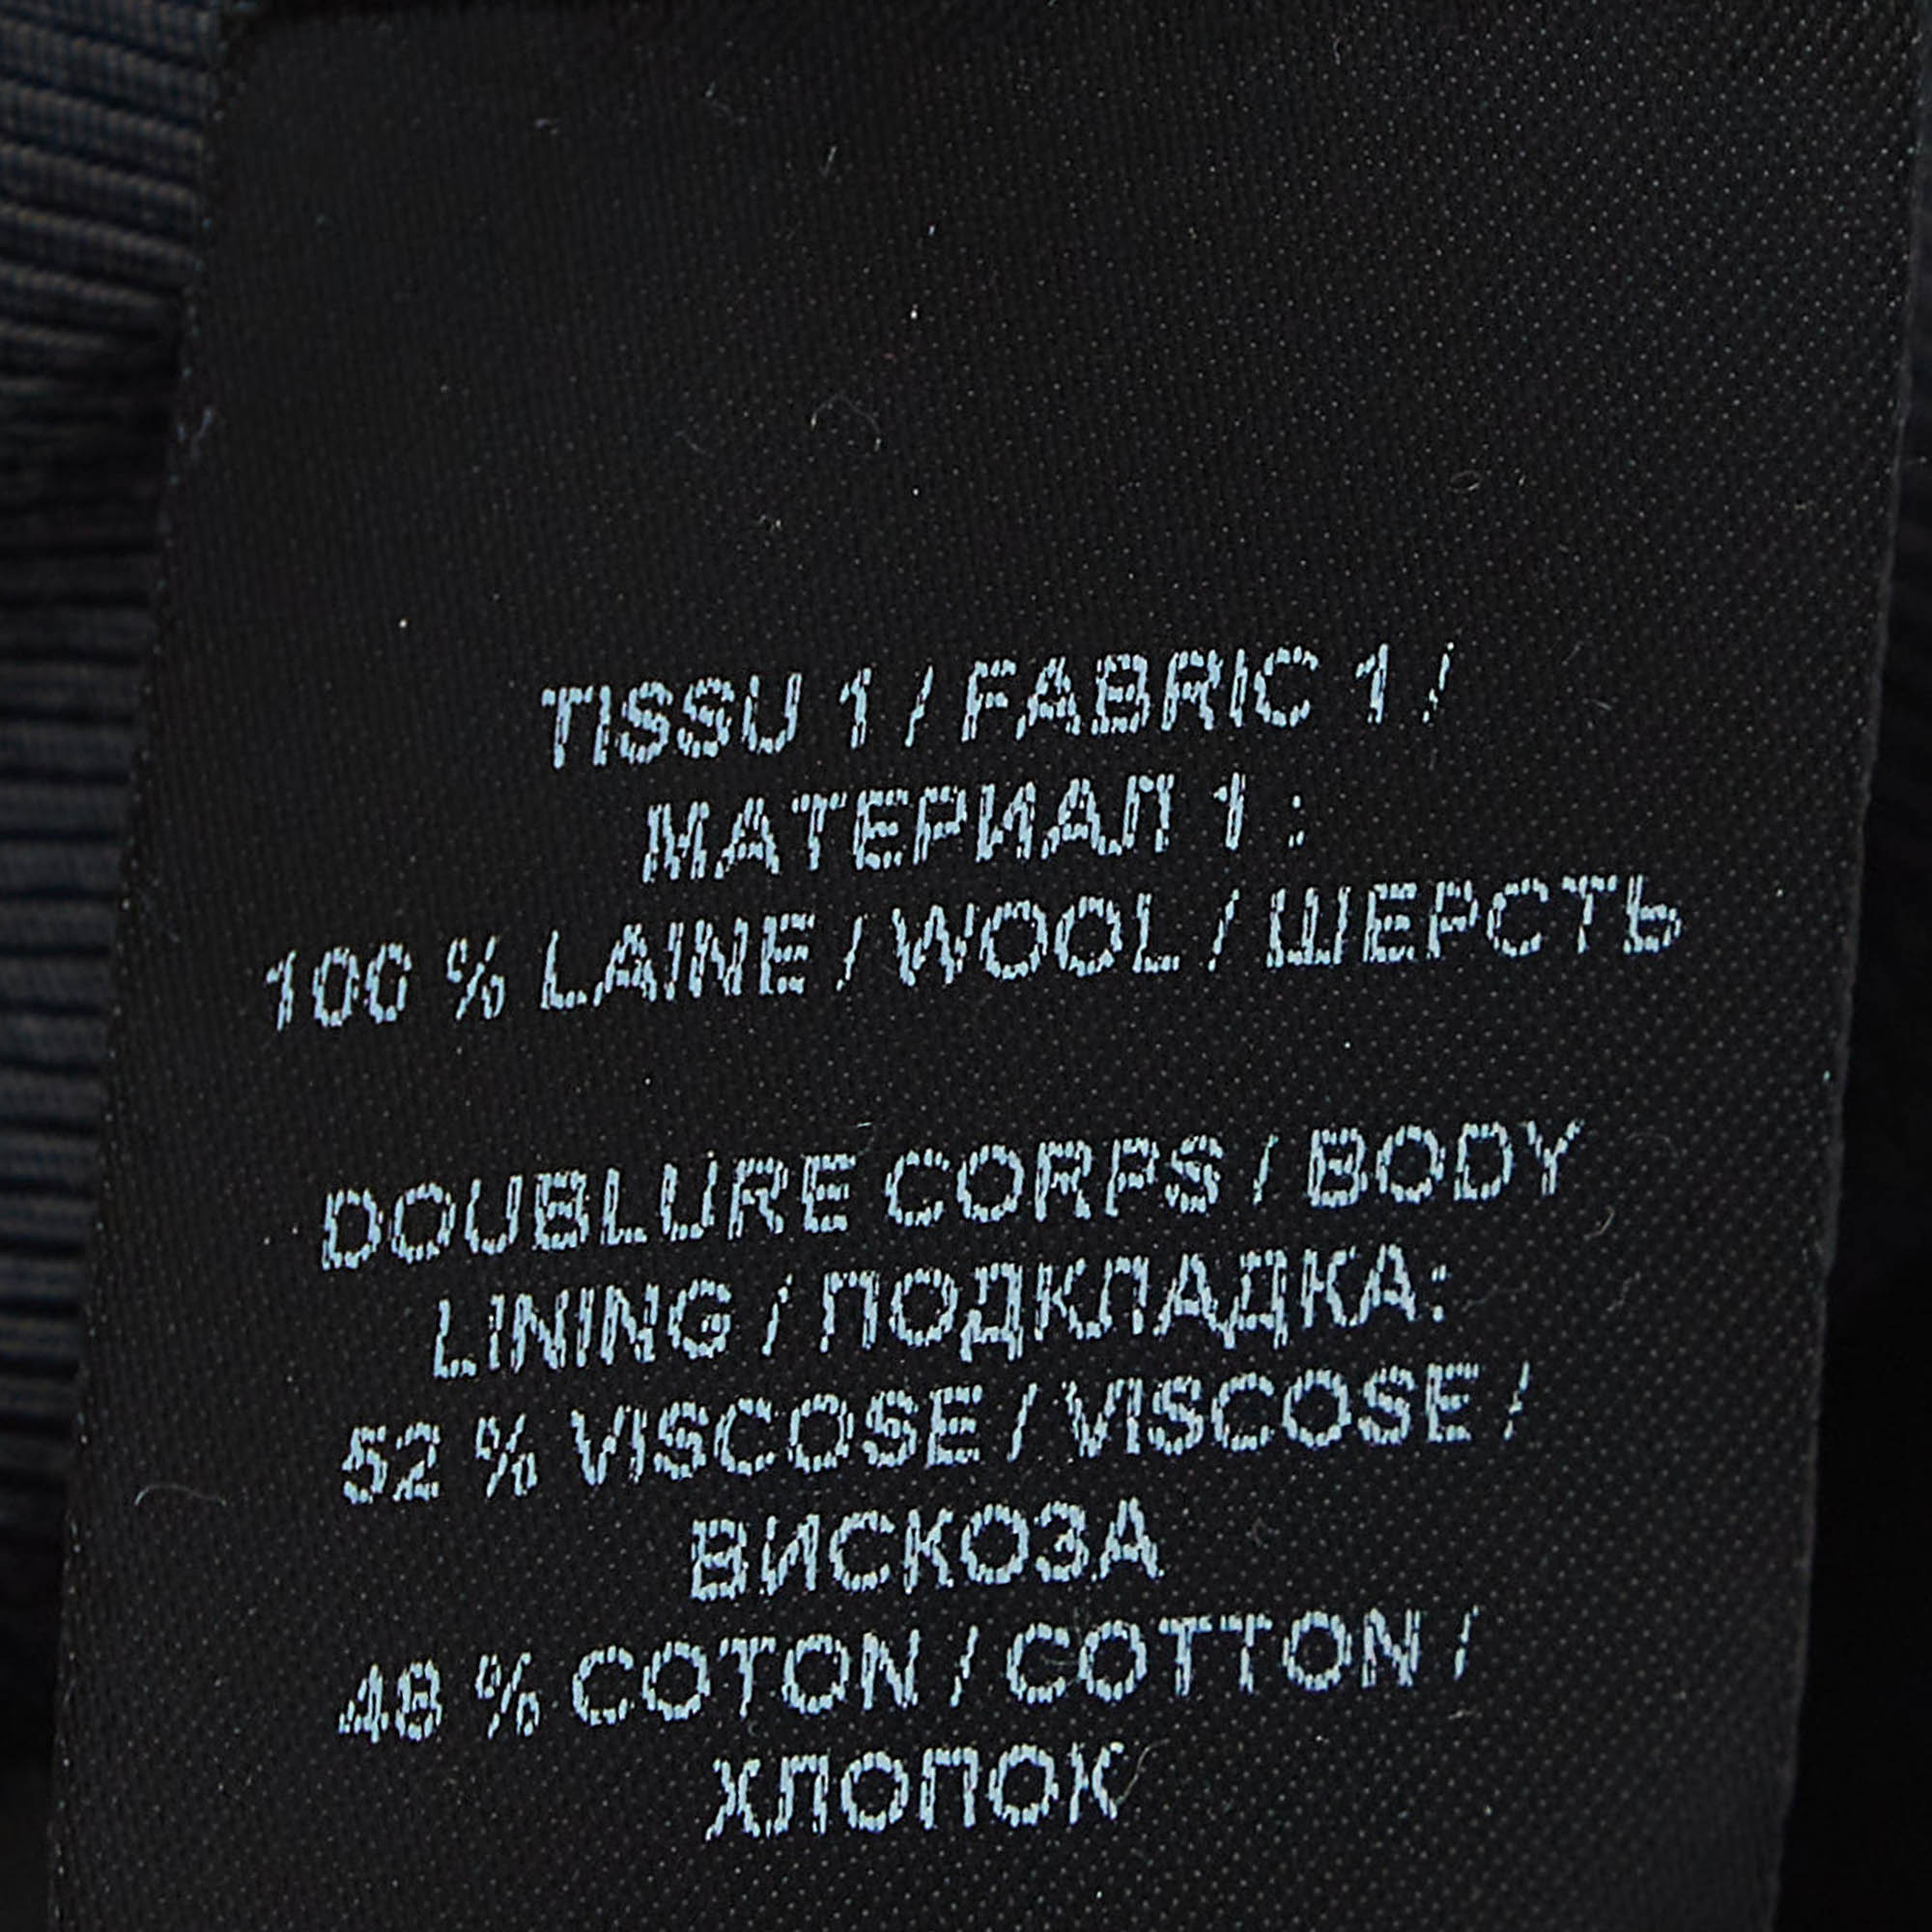 TISSU 1 / FABRIC 1 /
МАТЕРИАЛ 1 :
100 % LAINE / WOOL / ШЕРСТЬ
DOUBLURE CORPS / BODY
LINING / ПОДКЛАДКА:
52 % VISCOSE / VISCOSE /
ВИСКОЗА
48 % COTON / COTTON /
ХЛОПОК